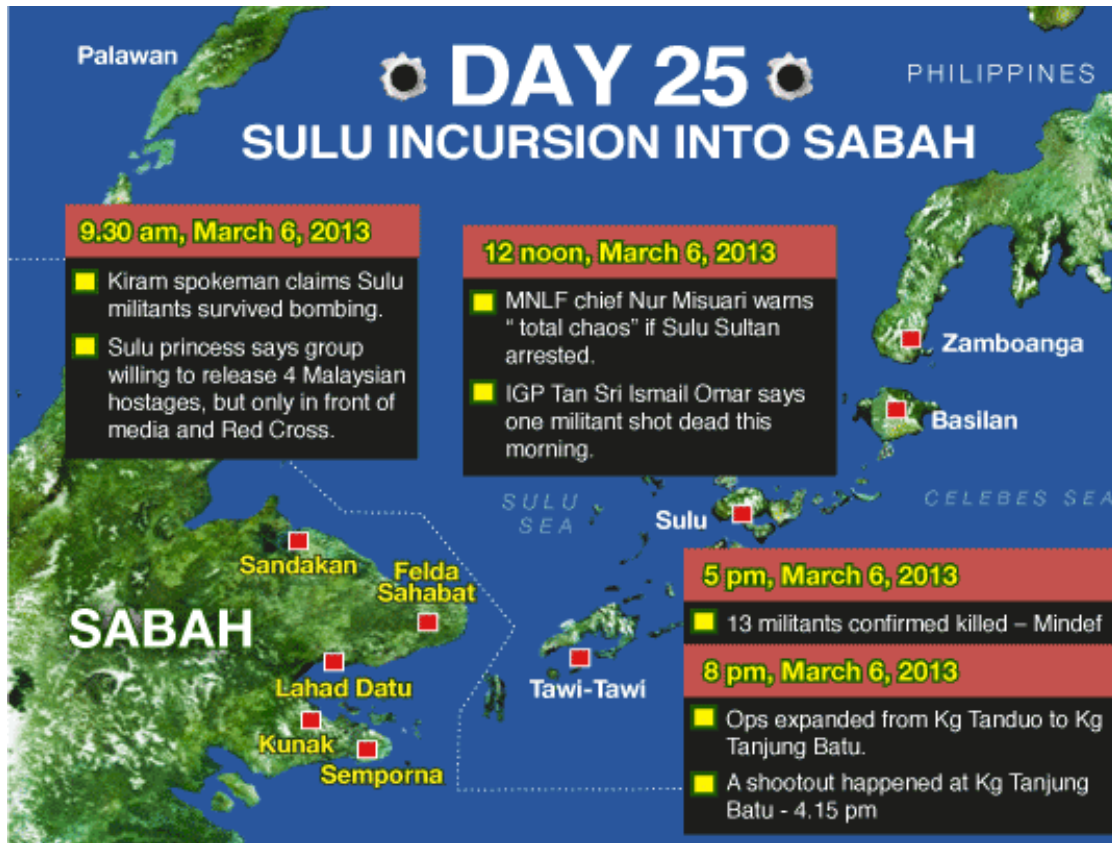 Palawan
DAY 25
PHILIPPINES
SULU INCURSION INTO SABAH
9.30 am, March 6, 2013
Kiram spokeman claims Sulu
militants survived bombing.
Sulu princess says group
willing to release 4 Malaysian
hostages, but only in front of
media and Red Cross.
12 noon, March 6, 2013
MNLF chief Nur Misuari warns
“ total chaos” if Sulu Sultan
arrested.
IGP Tan Sri Ismail Omar says
one militant shot dead this
morning.
Zamboanga
Basilan
SULU
SEA
CELEBES SEA
Sulu
Sandakan
Felda
Sahabat
SABAH
Lahad Datu
Kunak
Semporna
Tawi-Tawi
5 pm, March 6, 2013
13 militants confirmed killed – Mindef
8 pm, March 6, 2013
Ops expanded from Kg Tanduo to Kg
Tanjung Batu.
A shootout happened at Kg Tanjung
Batu - 4.15 pm